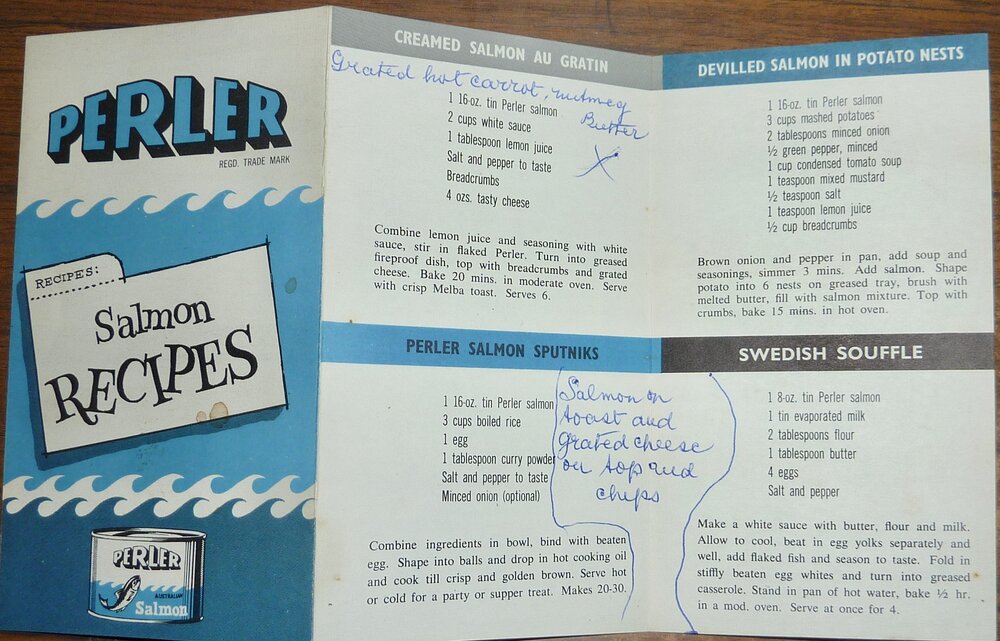 PERLER
REGD. TRADE MARK
RECIPES:
Salmon
RECIPES
PERLER
AUSTRALIAN
Salmon
CREAMED SALMON AU GRATIN
Grated hot carrot, nutmeg
Butter
X
1 16-oz. tin Perler salmon
2 cups white sauce
1 tablespoon lemon juice
Salt and pepper to taste
Breadcrumbs
4 ozs. tasty cheese
Combine lemon juice and seasoning with white
sauce, stir in flaked Perler. Turn into greased
fireproof dish, top with breadcrumbs and grated
cheese. Bake 20 mins. in moderate oven. Serve
with crisp Melba toast. Serves 6.
DEVILLED SALMON IN POTATO NESTS
1 16-oz. tin Perler salmon
3 cups mashed potatoes
2 tablespoons minced onion
½ green pepper, minced
1 cup condensed tomato soup
1 teaspoon mixed mustard
½ teaspoon salt
1 teaspoon lemon juice
½ cup breadcrumbs
Brown onion and pepper in pan, add soup and
seasonings, simmer 3 mins. Add salmon. Shape
potato into 6 nests on greased tray, brush with
melted butter, fill with salmon mixture. Top with
crumbs, bake 15 mins. in hot oven.
PERLER SALMON SPUTNIKS
1 16-oz. tin Perler salmon
3 cups boiled rice
1 egg
1 tablespoon curry powder
Salt and pepper to taste
Minced onion (optional)
Combine ingredients in bowl, bind with beaten
egg. Shape into balls and drop in hot cooking oil
and cook till crisp and golden brown. Serve hot
or cold for a party or supper treat. Makes 20-30.
Salmon on
toast and
Grated cheese
on top and
chips
SWEDISH SOUFFLE
1 8-oz. tin Perler salmon
1 tin evaporated milk
2 tablespoons flour
1 tablespoon butter
4 eggs
Salt and pepper
Make a white sauce with butter, flour and milk.
Allow to cool, beat in egg yolks separately and
well, add flaked fish and season to taste. Fold in
stiffly beaten egg whites and turn into greased
casserole. Stand in pan of hot water, bake ½ hr.
in a mod. oven. Serve at once for 4.